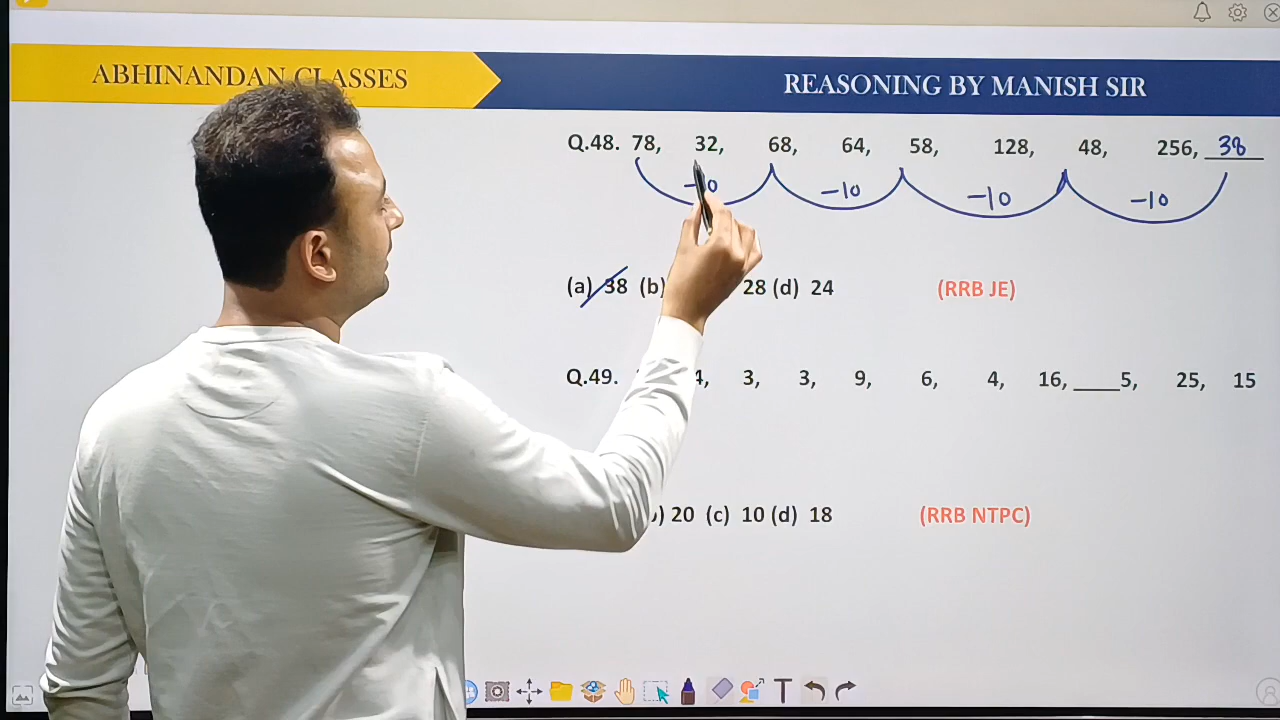 ABHINANDAN CLASSES REASONING BY MANISH SIR
Q.48. 78, 32, 68, 64, 58, 128, 48, 256, 38
-10 -10 -10 -10
(a) 38 (b) 28 (d) 24 (RRB JE)
Q.49. 4, 3, 3, 9, 6, 4, 16, ____5, 25, 15
20 (c) 10 (d) 18 (RRB NTPC)